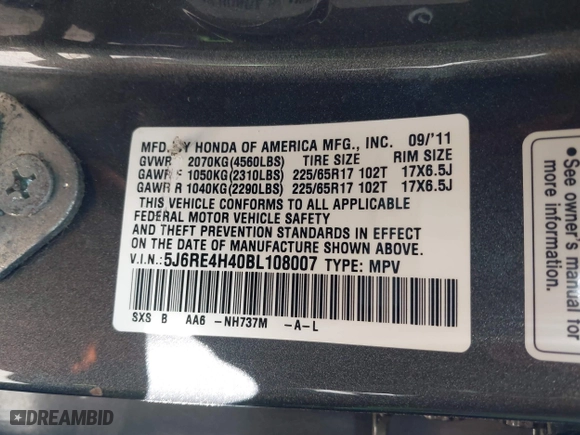 MFD. BY HONDA OF AMERICA MFG., INC. 09/'11
GVWR 2070KG(4560LBS) TIRE SIZE RIM SIZE
GAWR F 1050KG(2310LBS) 225/65R17 102T 17X6.5J
GAWR R 1040KG(2290LBS) 225/65R17 102T 17X6.5J
THIS VEHICLE CONFORMS TO ALL APPLICABLE
FEDERAL MOTOR VEHICLE SAFETY
AND THEFT PREVENTION STANDARDS IN EFFECT
ON THE DATE OF MANUFACTURE SHOWN ABOVE.
V.I.N.: 5J6RE4H40BL108007 TYPE: MPV
SXS B AA6 -NH737M -A-L
See owner's
manual for
more
information.
DREAMBID